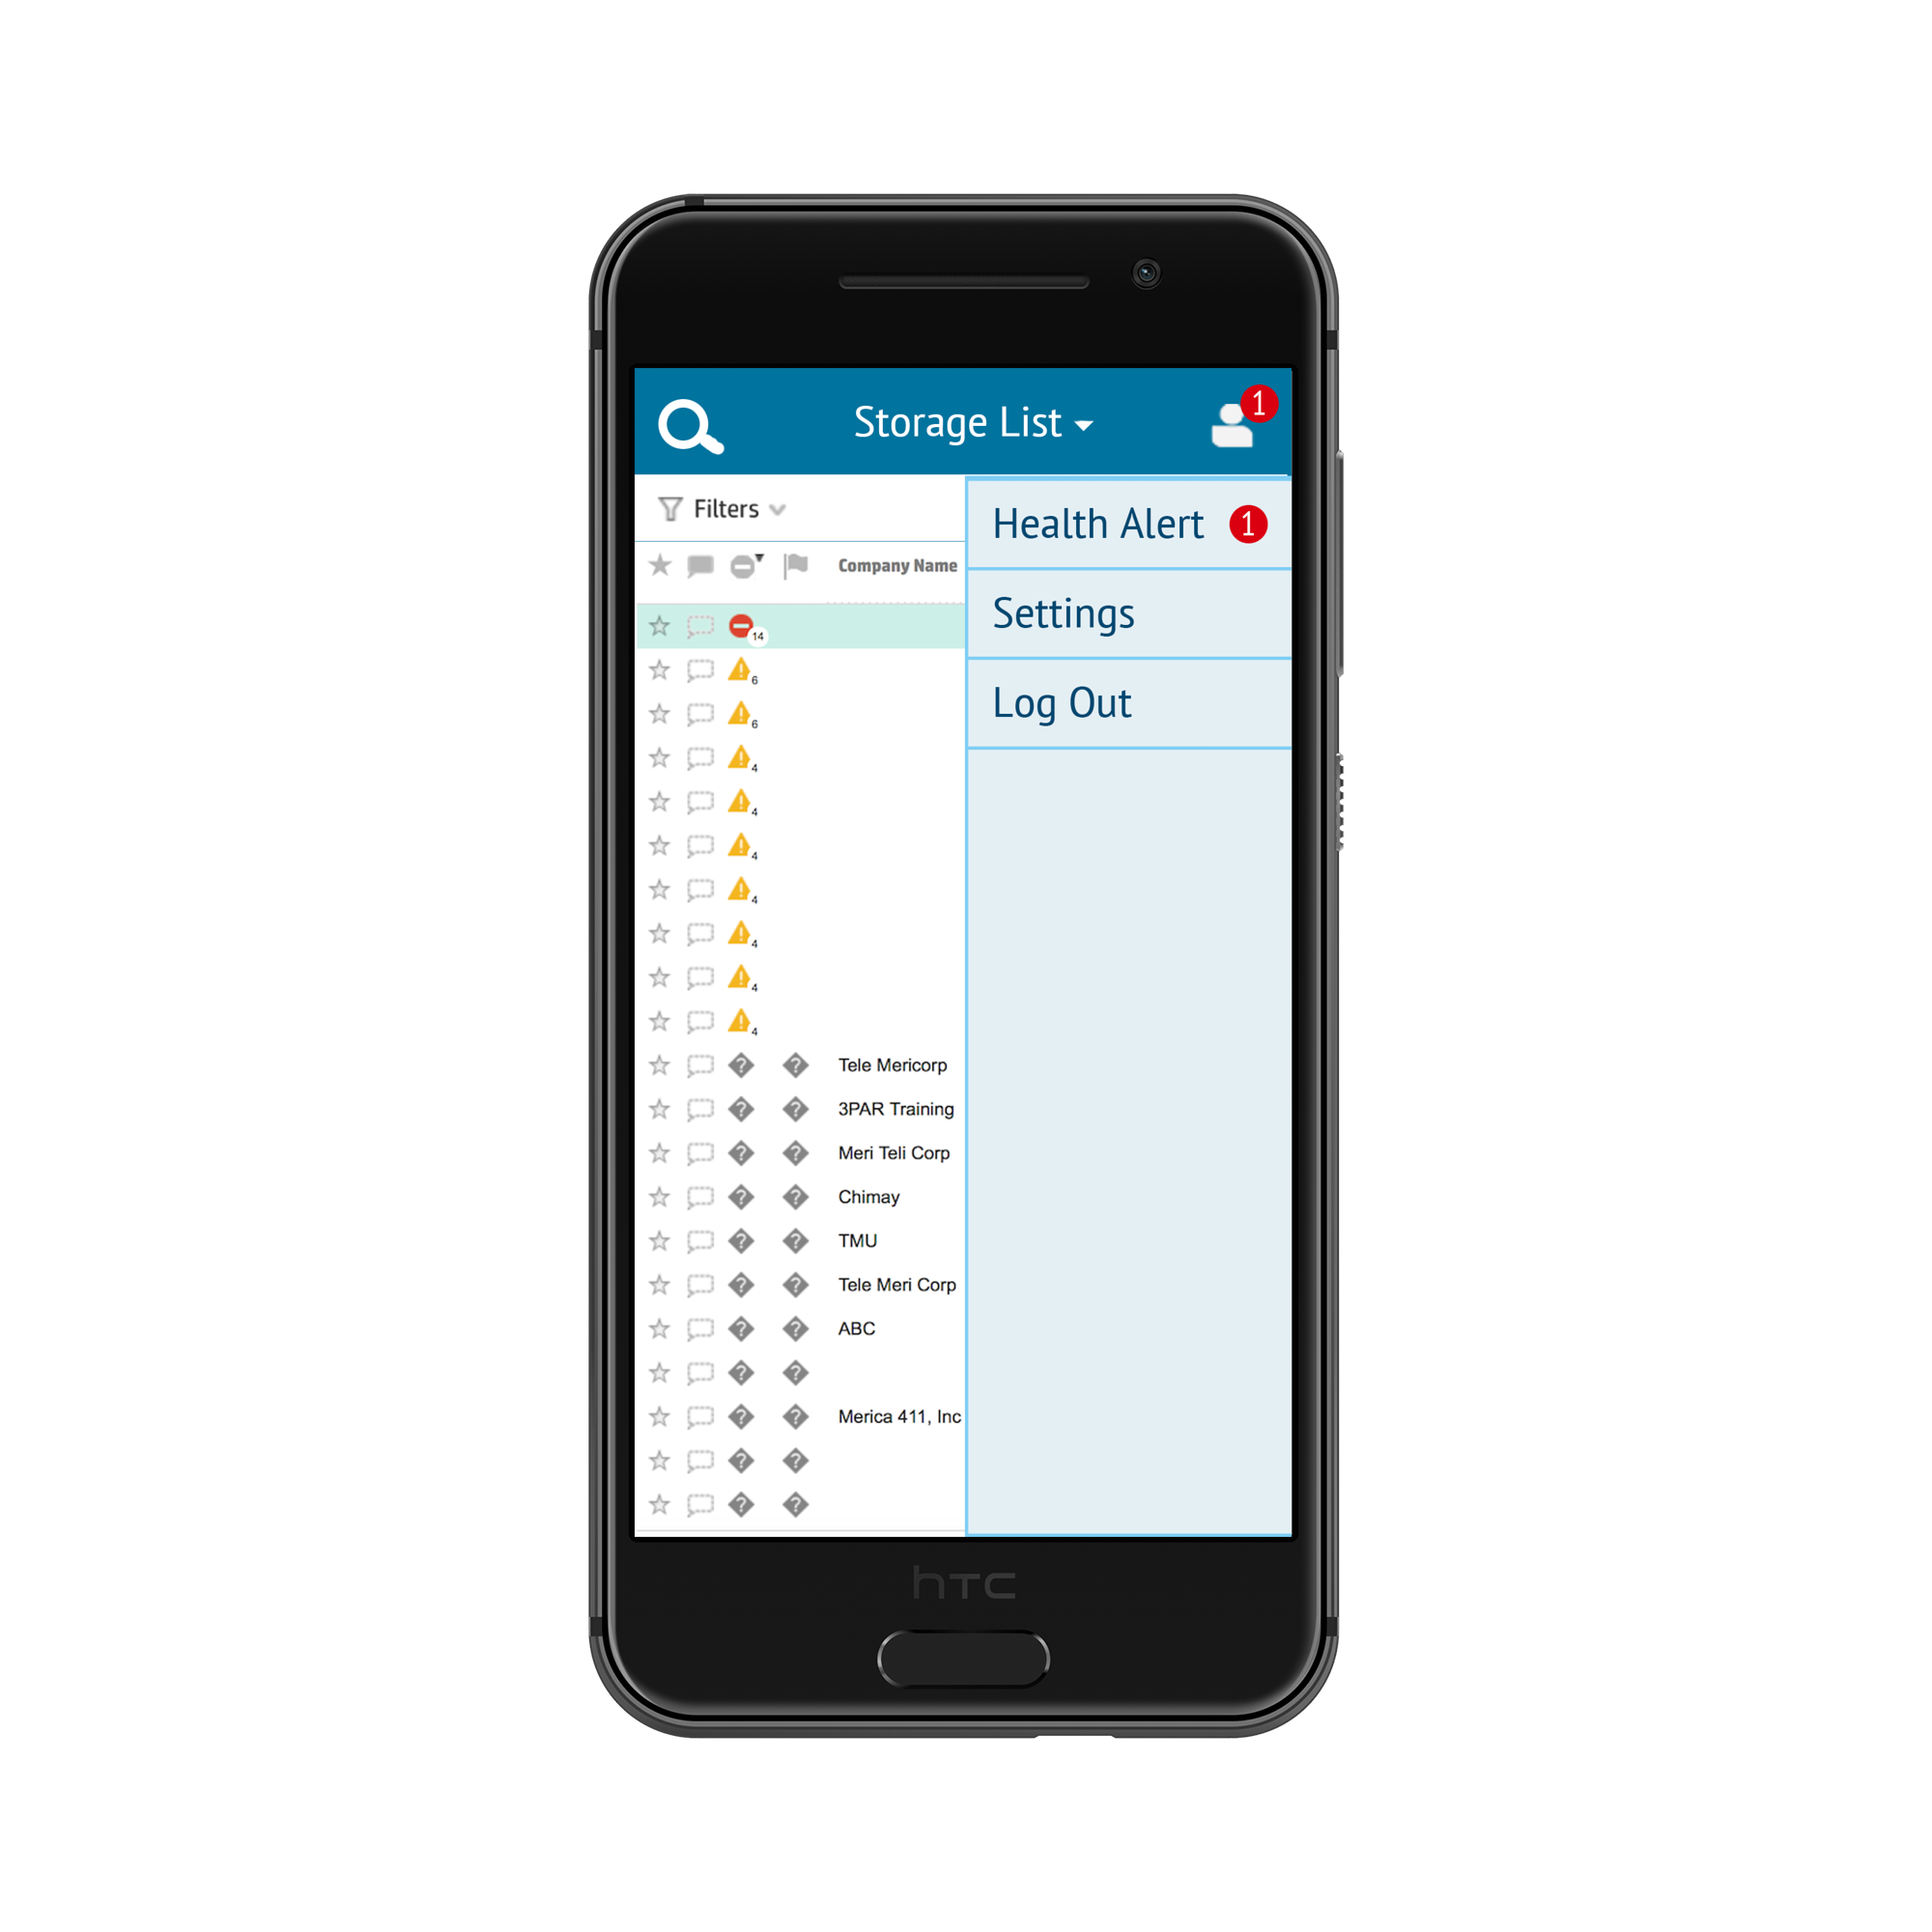 Storage List
1
Filters
Health Alert 1
Company Name
Settings
14
6
Log Out
6
4
4
4
4
4
4
4
? ? Tele Mericorp
? ? 3PAR Training
? ? Meri Teli Corp
? ? Chimay
? ? TMU
? ? Tele Meri Corp
? ? ABC
? ?
? ? Merica 411, Inc
? ?
? ?
hTC